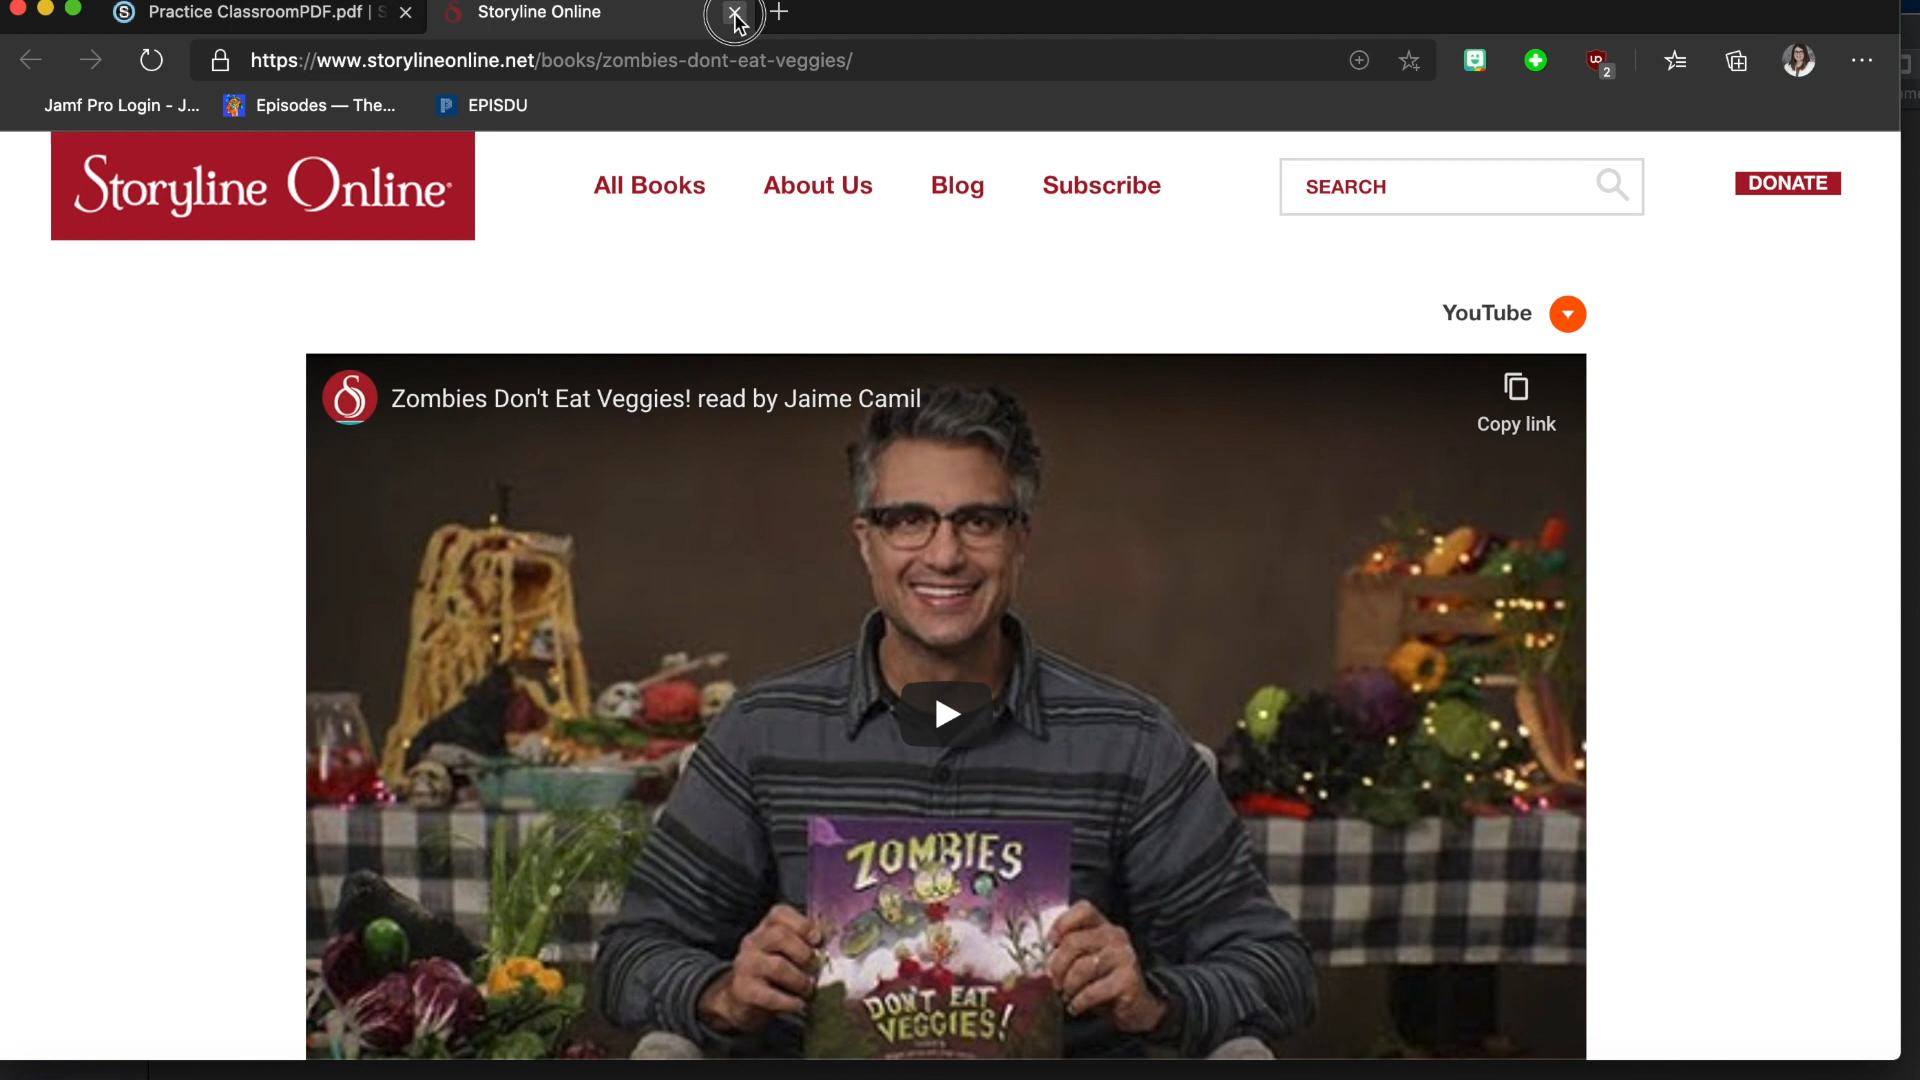 Practice ClassroomPDF.pdf | S
Storyline Online
https://www.storylineonline.net/books/zombies-dont-eat-veggies/
2
Jamf Pro Login - J...
Episodes — The...
EPISDU
Storyline Online
All Books
About Us
Blog
Subscribe
SEARCH
DONATE
YouTube
Zombies Don't Eat Veggies! read by Jaime Camil
Copy link
ZOMBIES
DON'T EAT
VEGGIES!